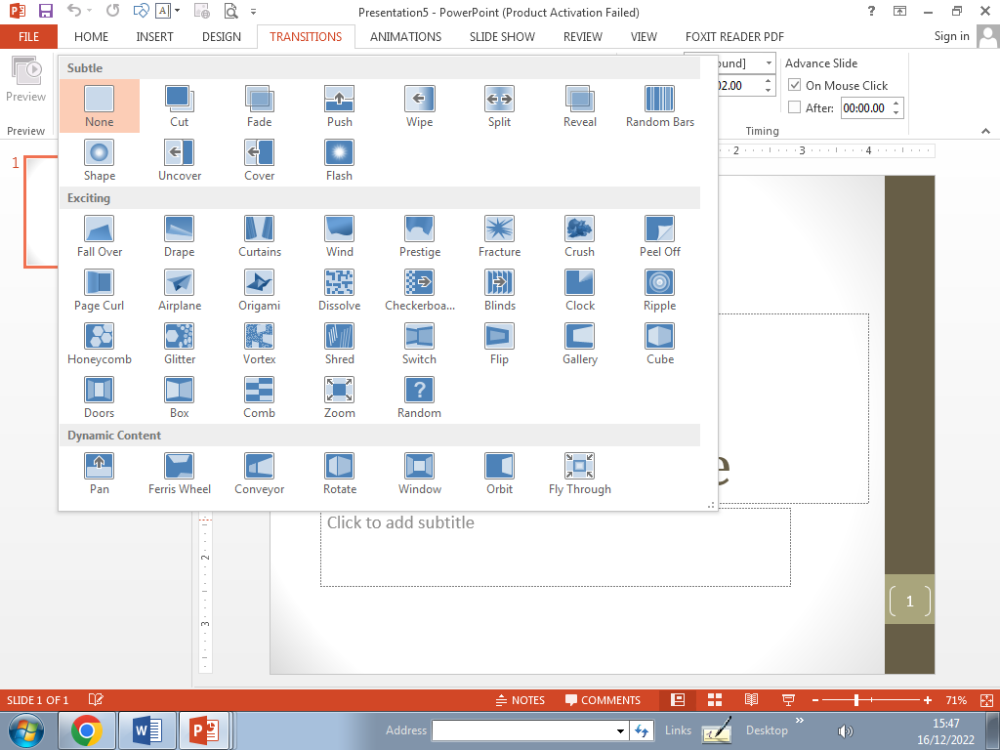 Presentation5 - PowerPoint (Product Activation Failed)
FILE HOME INSERT DESIGN TRANSITIONS ANIMATIONS SLIDE SHOW REVIEW VIEW FOXIT READER PDF Sign in
Preview
Preview
ound]
02.00
Advance Slide
On Mouse Click
After: 00:00.00
Timing
Subtle
None Cut Fade Push Wipe Split Reveal Random Bars
Shape Uncover Cover Flash
Exciting
Fall Over Drape Curtains Wind Prestige Fracture Crush Peel Off
Page Curl Airplane Origami Dissolve Checkerboa... Blinds Clock Ripple
Honeycomb Glitter Vortex Shred Switch Flip Gallery Cube
Doors Box Comb Zoom Random
Dynamic Content
Pan Ferris Wheel Conveyor Rotate Window Orbit Fly Through
1
2 3 4
2
3
e
Click to add subtitle
1
SLIDE 1 OF 1 NOTES COMMENTS 71%
Address Links Desktop 15:47
16/12/2022